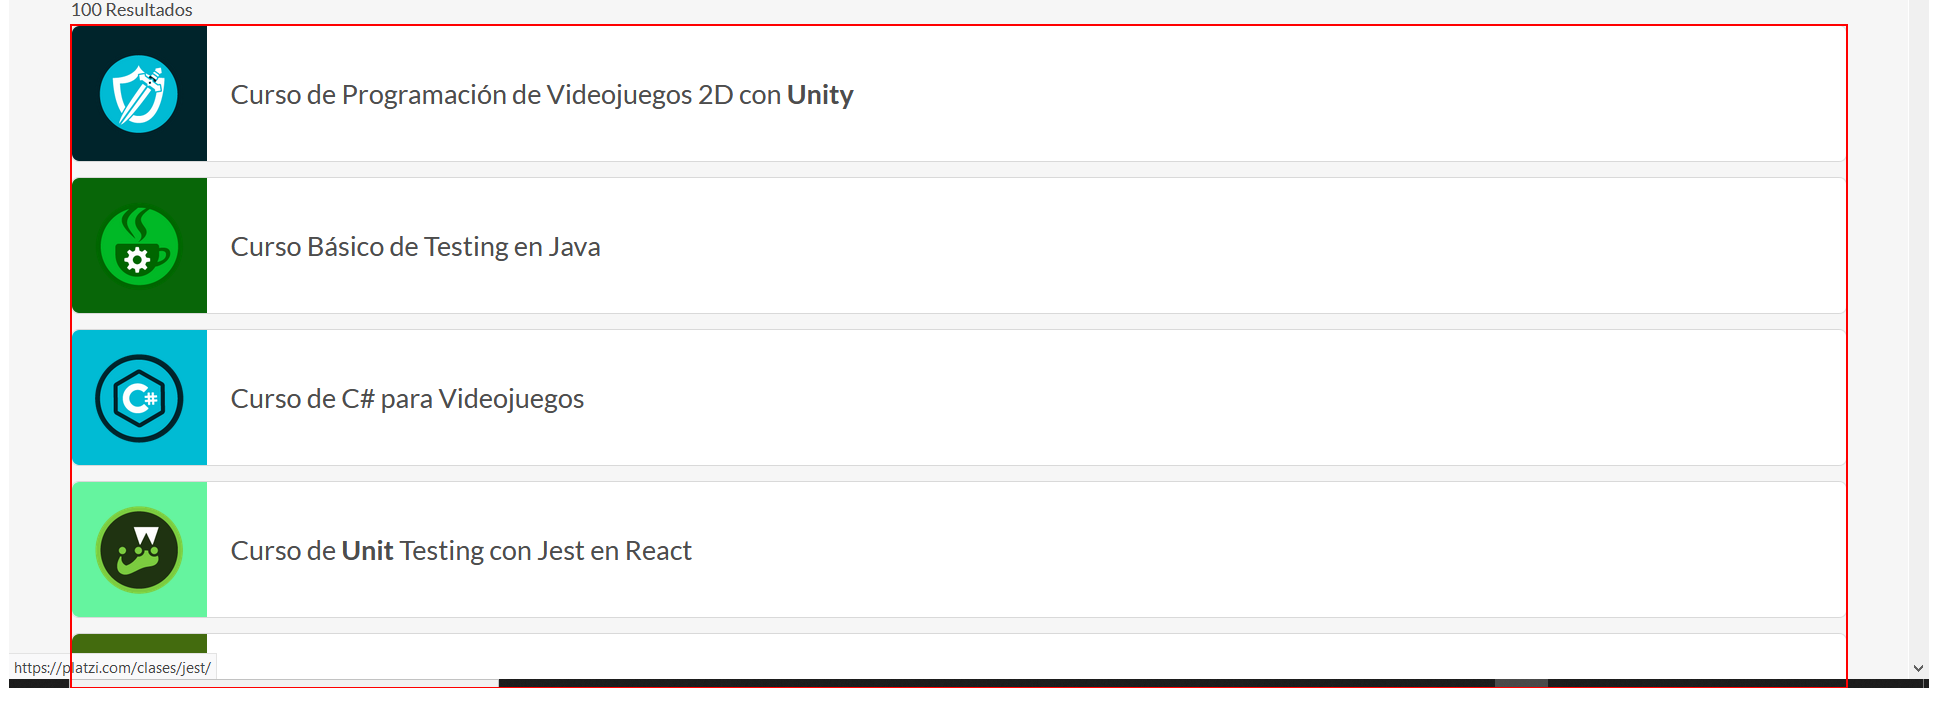 100 Resultados
Curso de Programación de Videojuegos 2D con Unity
Curso Básico de Testing en Java
C#
Curso de C# para Videojuegos
Curso de Unit Testing con Jest en React
https://platzi.com/clases/jest/